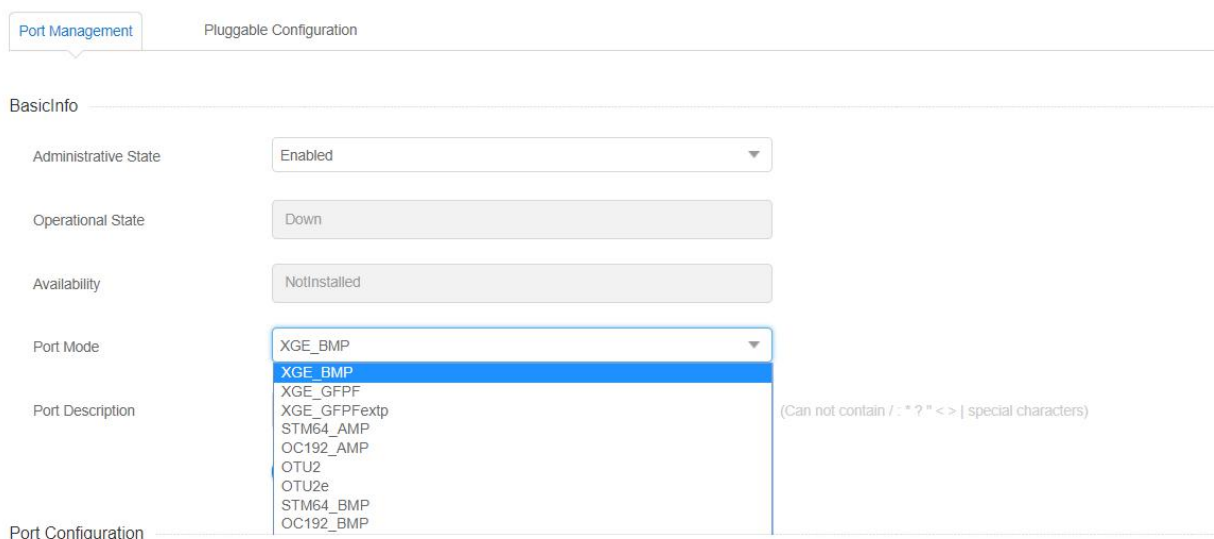 Port Management Pluggable Configuration
BasicInfo
Administrative State Enabled
Operational State Down
Availability NotInstalled
Port Mode XGE_BMP
XGE_BMP
XGE_GFPF
Port Description XGE_GFPFextp (Can not contain / : * ? " < > | special characters)
STM64_AMP
OC192_AMP
OTU2
OTU2e
STM64_BMP
OC192_BMP
Port Configuration